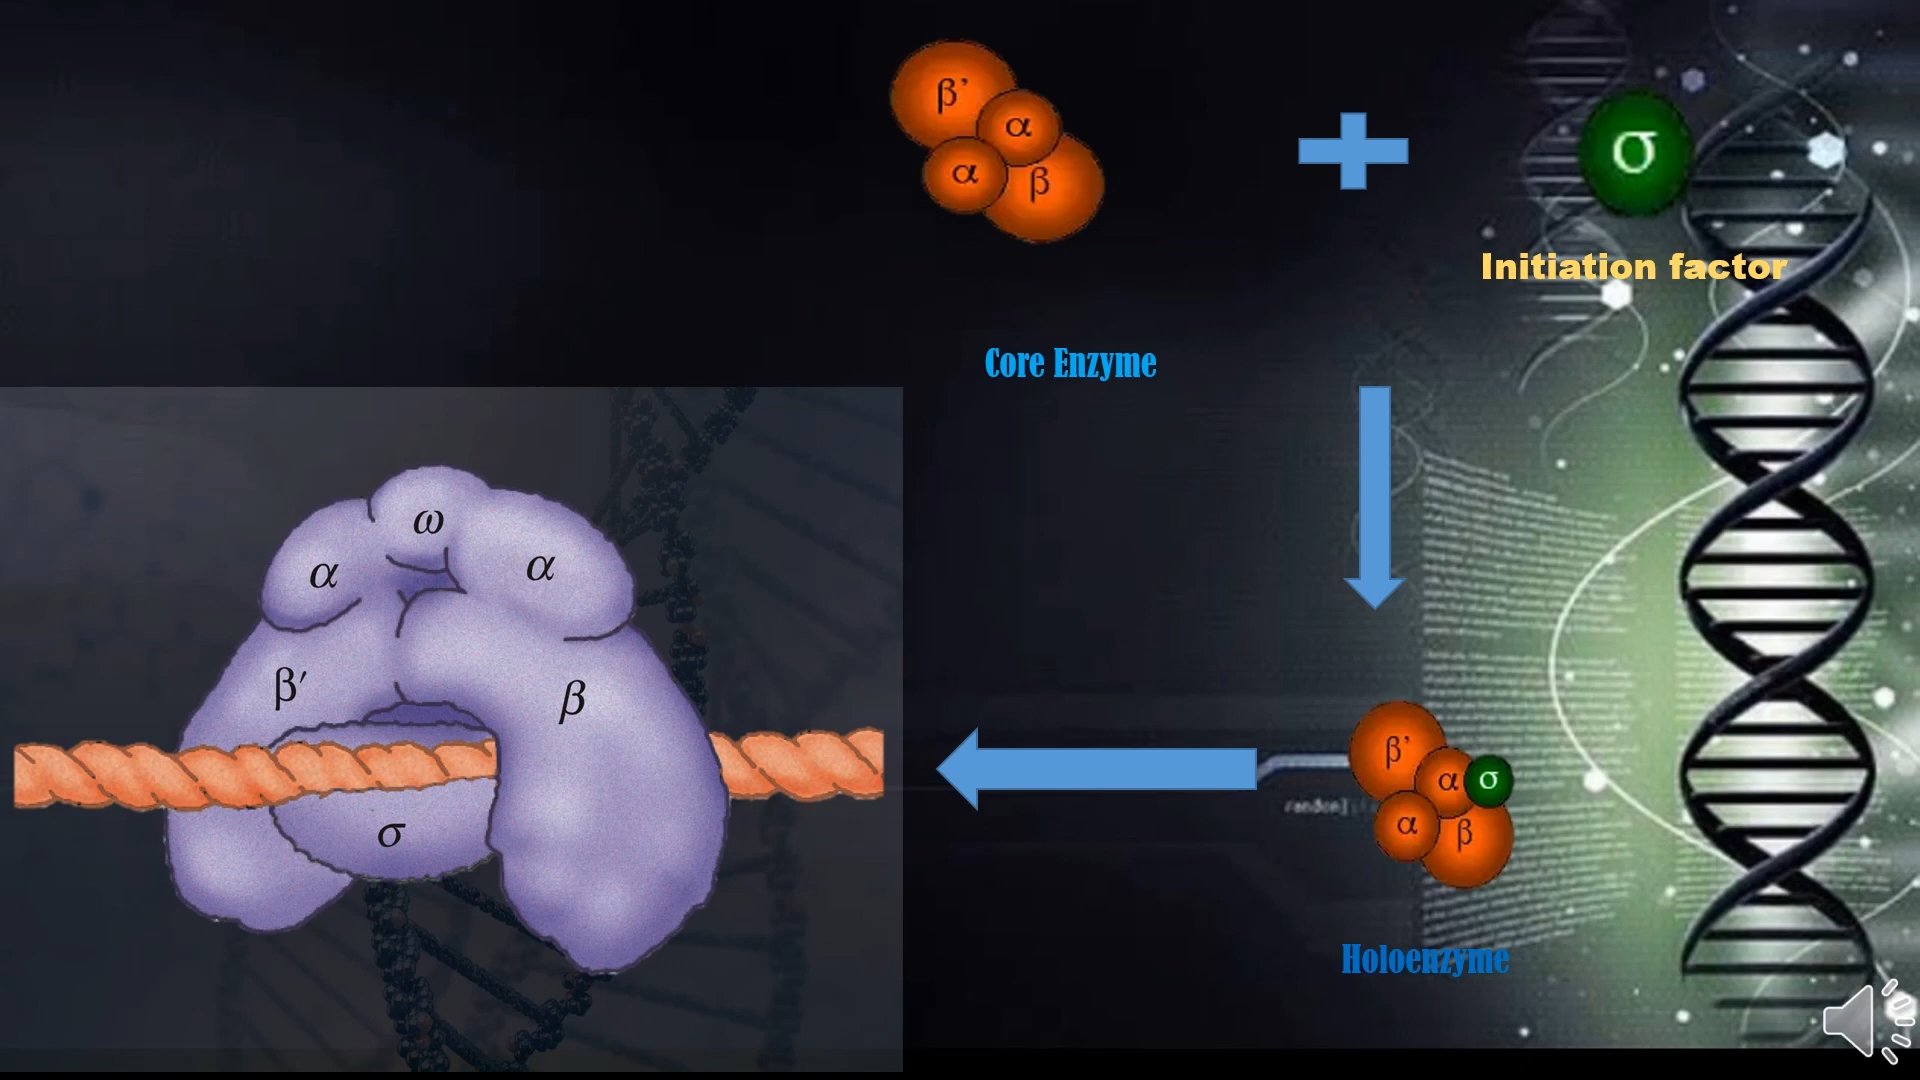 β’
α
α
β
σ
Initiation factor
Core Enzyme
ω
α
α
β′
β
σ
β’
α
σ
α
β
Holoenzyme